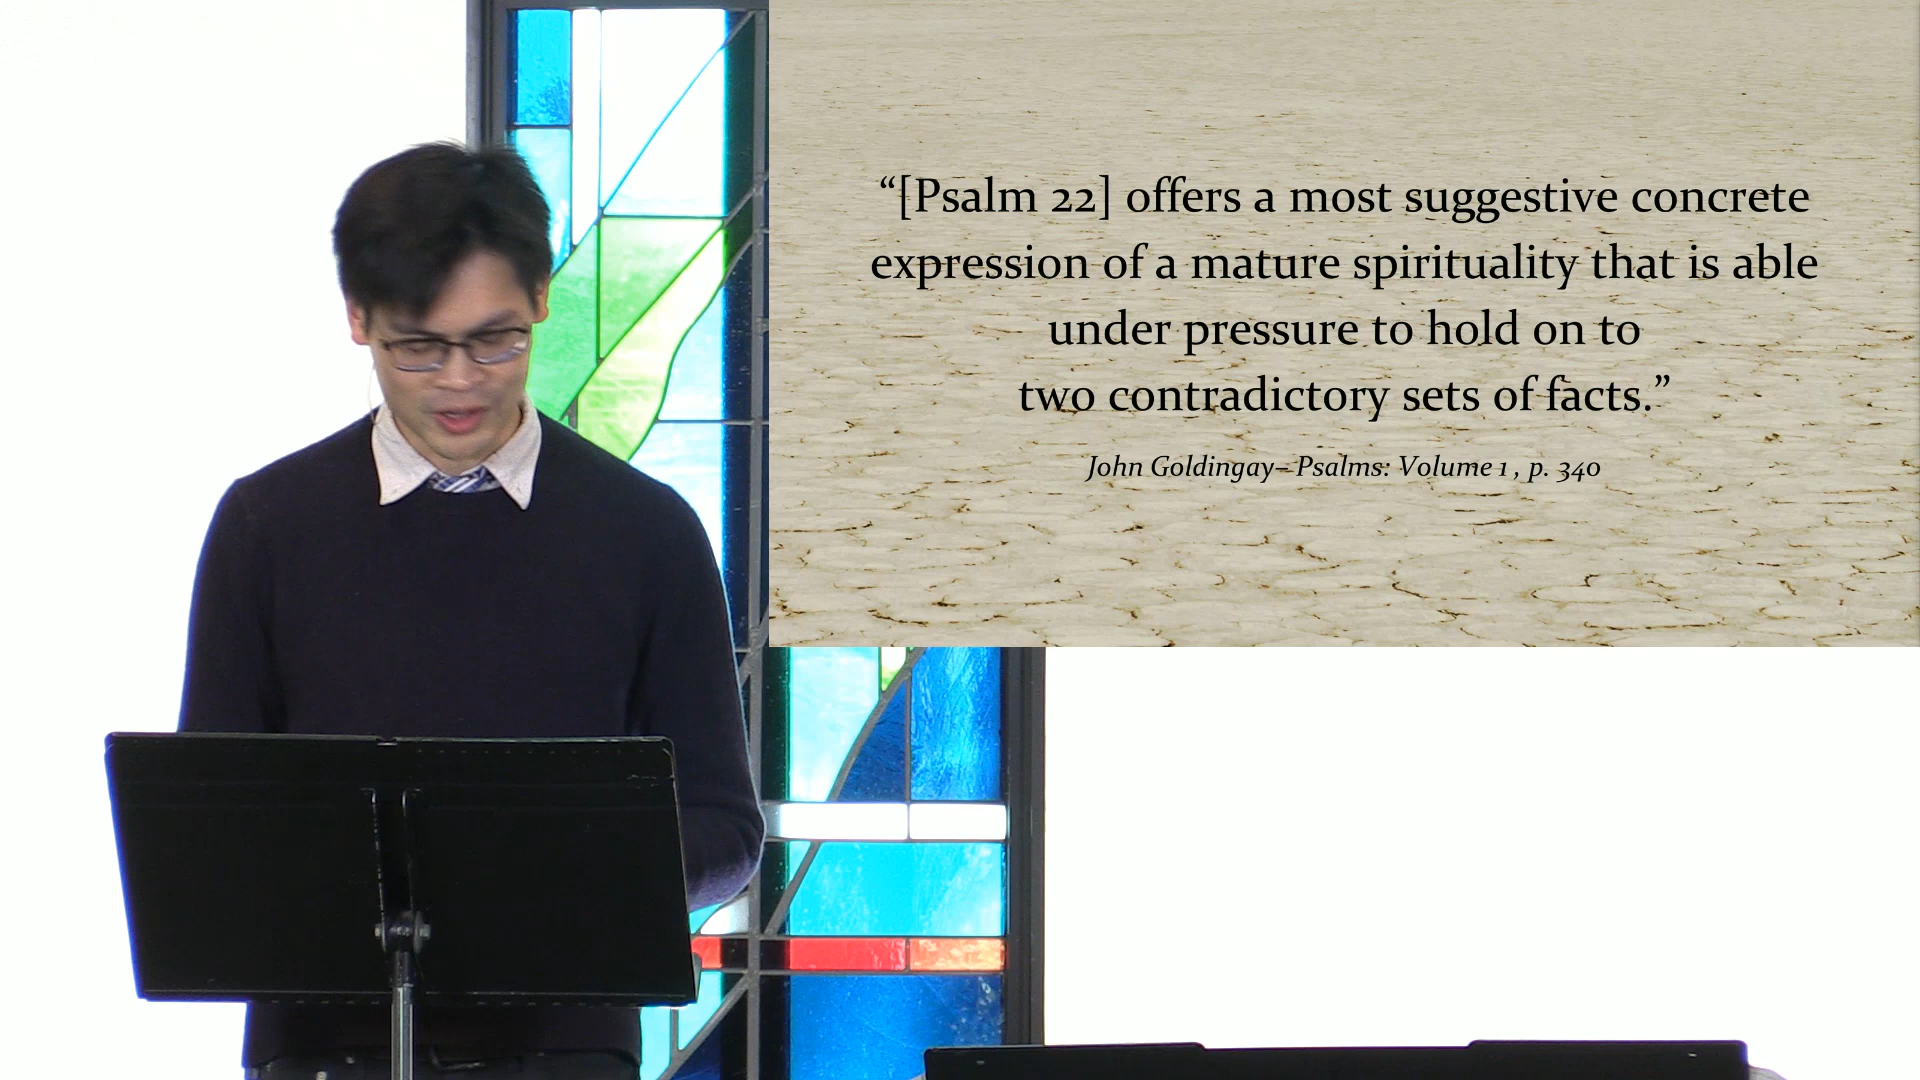 “[Psalm 22] offers a most suggestive concrete
expression of a mature spirituality that is able
under pressure to hold on to
two contradictory sets of facts.”
John Goldingay– Psalms: Volume 1 , p. 340